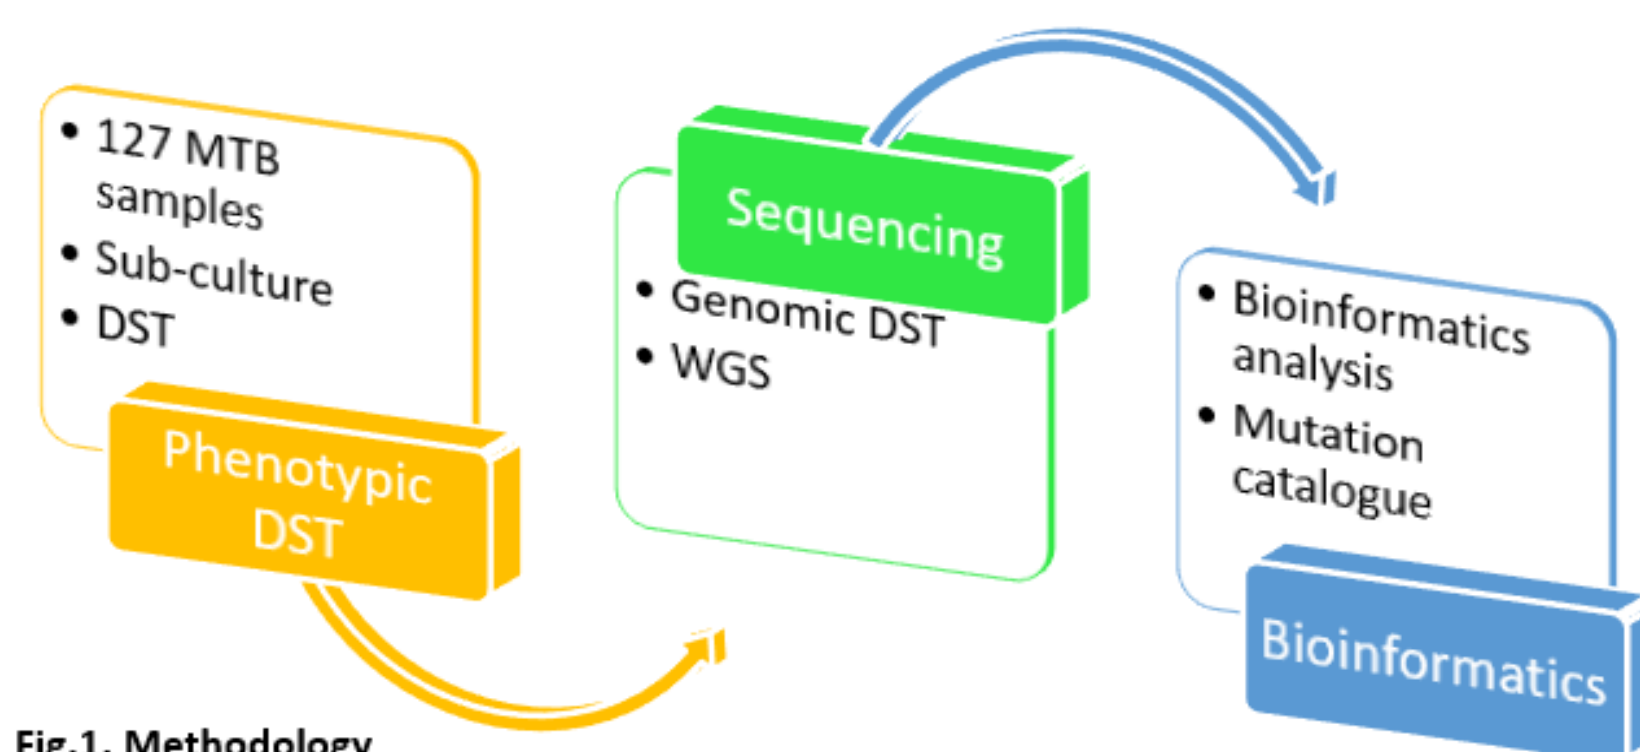 • 127 MTB
samples
• Sub-culture
• DST
Phenotypic
DST
Sequencing
• Genomic DST
• WGS
• Bioinformatics
analysis
• Mutation
catalogue
Bioinformatics
Fig.1. Methodology